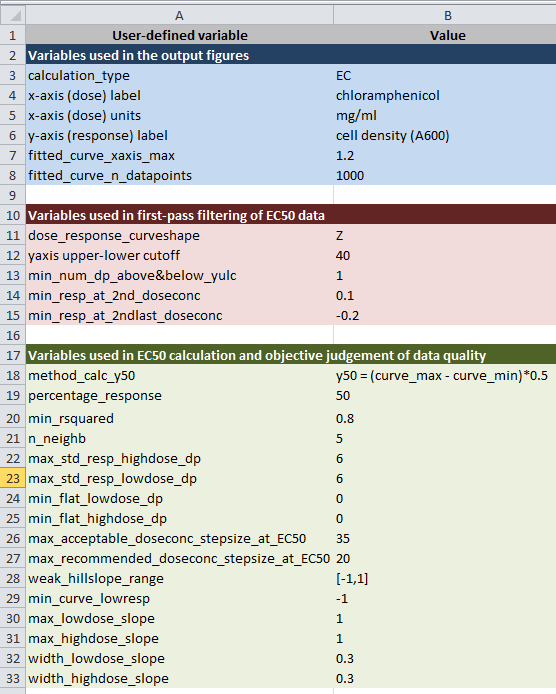 A B
1 User-defined variable Value
2 Variables used in the output figures
3 calculation_type EC
4 x-axis (dose) label chloramphenicol
5 x-axis (dose) units mg/ml
6 y-axis (response) label cell density (A600)
7 fitted_curve_xaxis_max 1.2
8 fitted_curve_n_datapoints 1000
9
10 Variables used in first-pass filtering of EC50 data
11 dose_response_curveshape Z
12 yaxis upper-lower cutoff 40
13 min_num_dp_above&below_yulc 1
14 min_resp_at_2nd_doseconc 0.1
15 min_resp_at_2ndlast_doseconc -0.2
16
17 Variables used in EC50 calculation and objective judgement of data quality
18 method_calc_y50 y50 = (curve_max - curve_min)*0.5
19 percentage_response 50
20 min_rsquared 0.8
21 n_neighb 5
22 max_std_resp_highdose_dp 6
23 max_std_resp_lowdose_dp 6
24 min_flat_lowdose_dp 0
25 min_flat_highdose_dp 0
26 max_acceptable_doseconc_stepsize_at_EC50 35
27 max_recommended_doseconc_stepsize_at_EC50 20
28 weak_hillslope_range [-1,1]
29 min_curve_lowresp -1
30 max_lowdose_slope 1
31 max_highdose_slope 1
32 width_lowdose_slope 0.3
33 width_highdose_slope 0.3